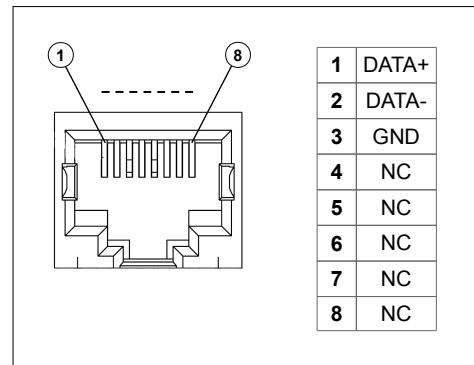 1
8
1 DATA+
2 DATA-
3 GND
4 NC
5 NC
6 NC
7 NC
8 NC